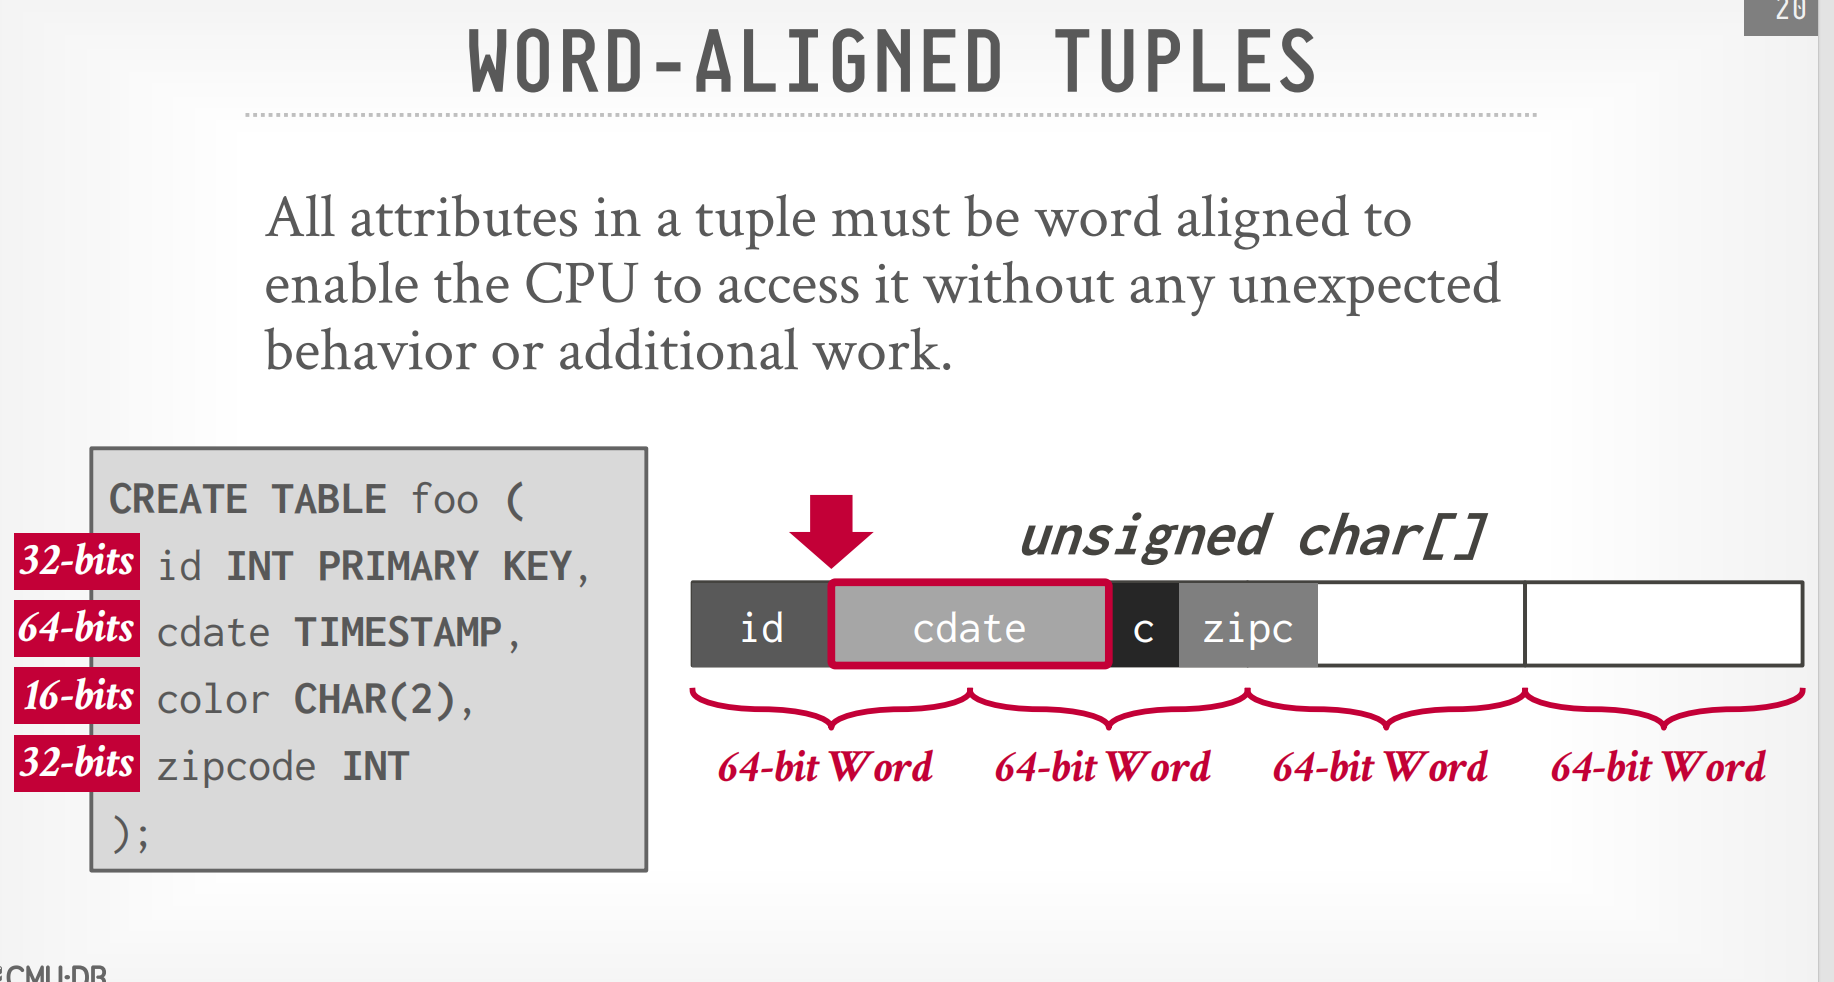 20
WORD-ALIGNED TUPLES
All attributes in a tuple must be word aligned to
enable the CPU to access it without any unexpected
behavior or additional work.
CREATE TABLE foo (
32-bits id INT PRIMARY KEY,
64-bits cdate TIMESTAMP,
16-bits color CHAR(2),
32-bits zipcode INT
);
unsigned char[]
id cdate c zipc
64-bit Word 64-bit Word 64-bit Word 64-bit Word
CMU·DB